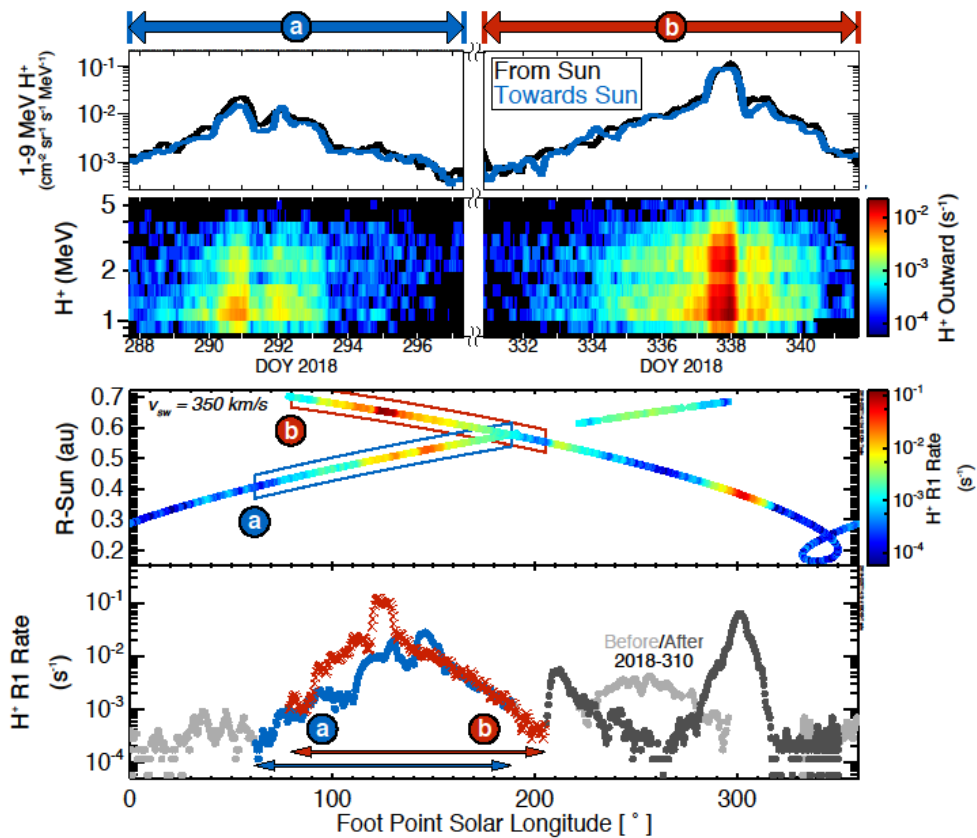 a
b
1-9 MeV H⁺
(cm⁻² sr⁻¹ s⁻¹ MeV⁻¹)
10⁻¹
10⁻²
10⁻³
From Sun
Towards Sun
H⁺ (MeV)
5
2
1
288 290 292 294 296
DOY 2018
332 334 336 338 340
DOY 2018
10⁻²
10⁻³
10⁻⁴
H⁺ Outward (s⁻¹)
R-Sun (au)
0.7
0.6
0.5
0.4
0.3
0.2
v_sw = 350 km/s
b
a
10⁻¹
10⁻²
10⁻³
10⁻⁴
H⁺ R1 Rate
(s⁻¹)
H⁺ R1 Rate
(s⁻¹)
10⁻¹
10⁻²
10⁻³
10⁻⁴
Before/After
2018-310
a
b
0 100 200 300
Foot Point Solar Longitude [ ° ]